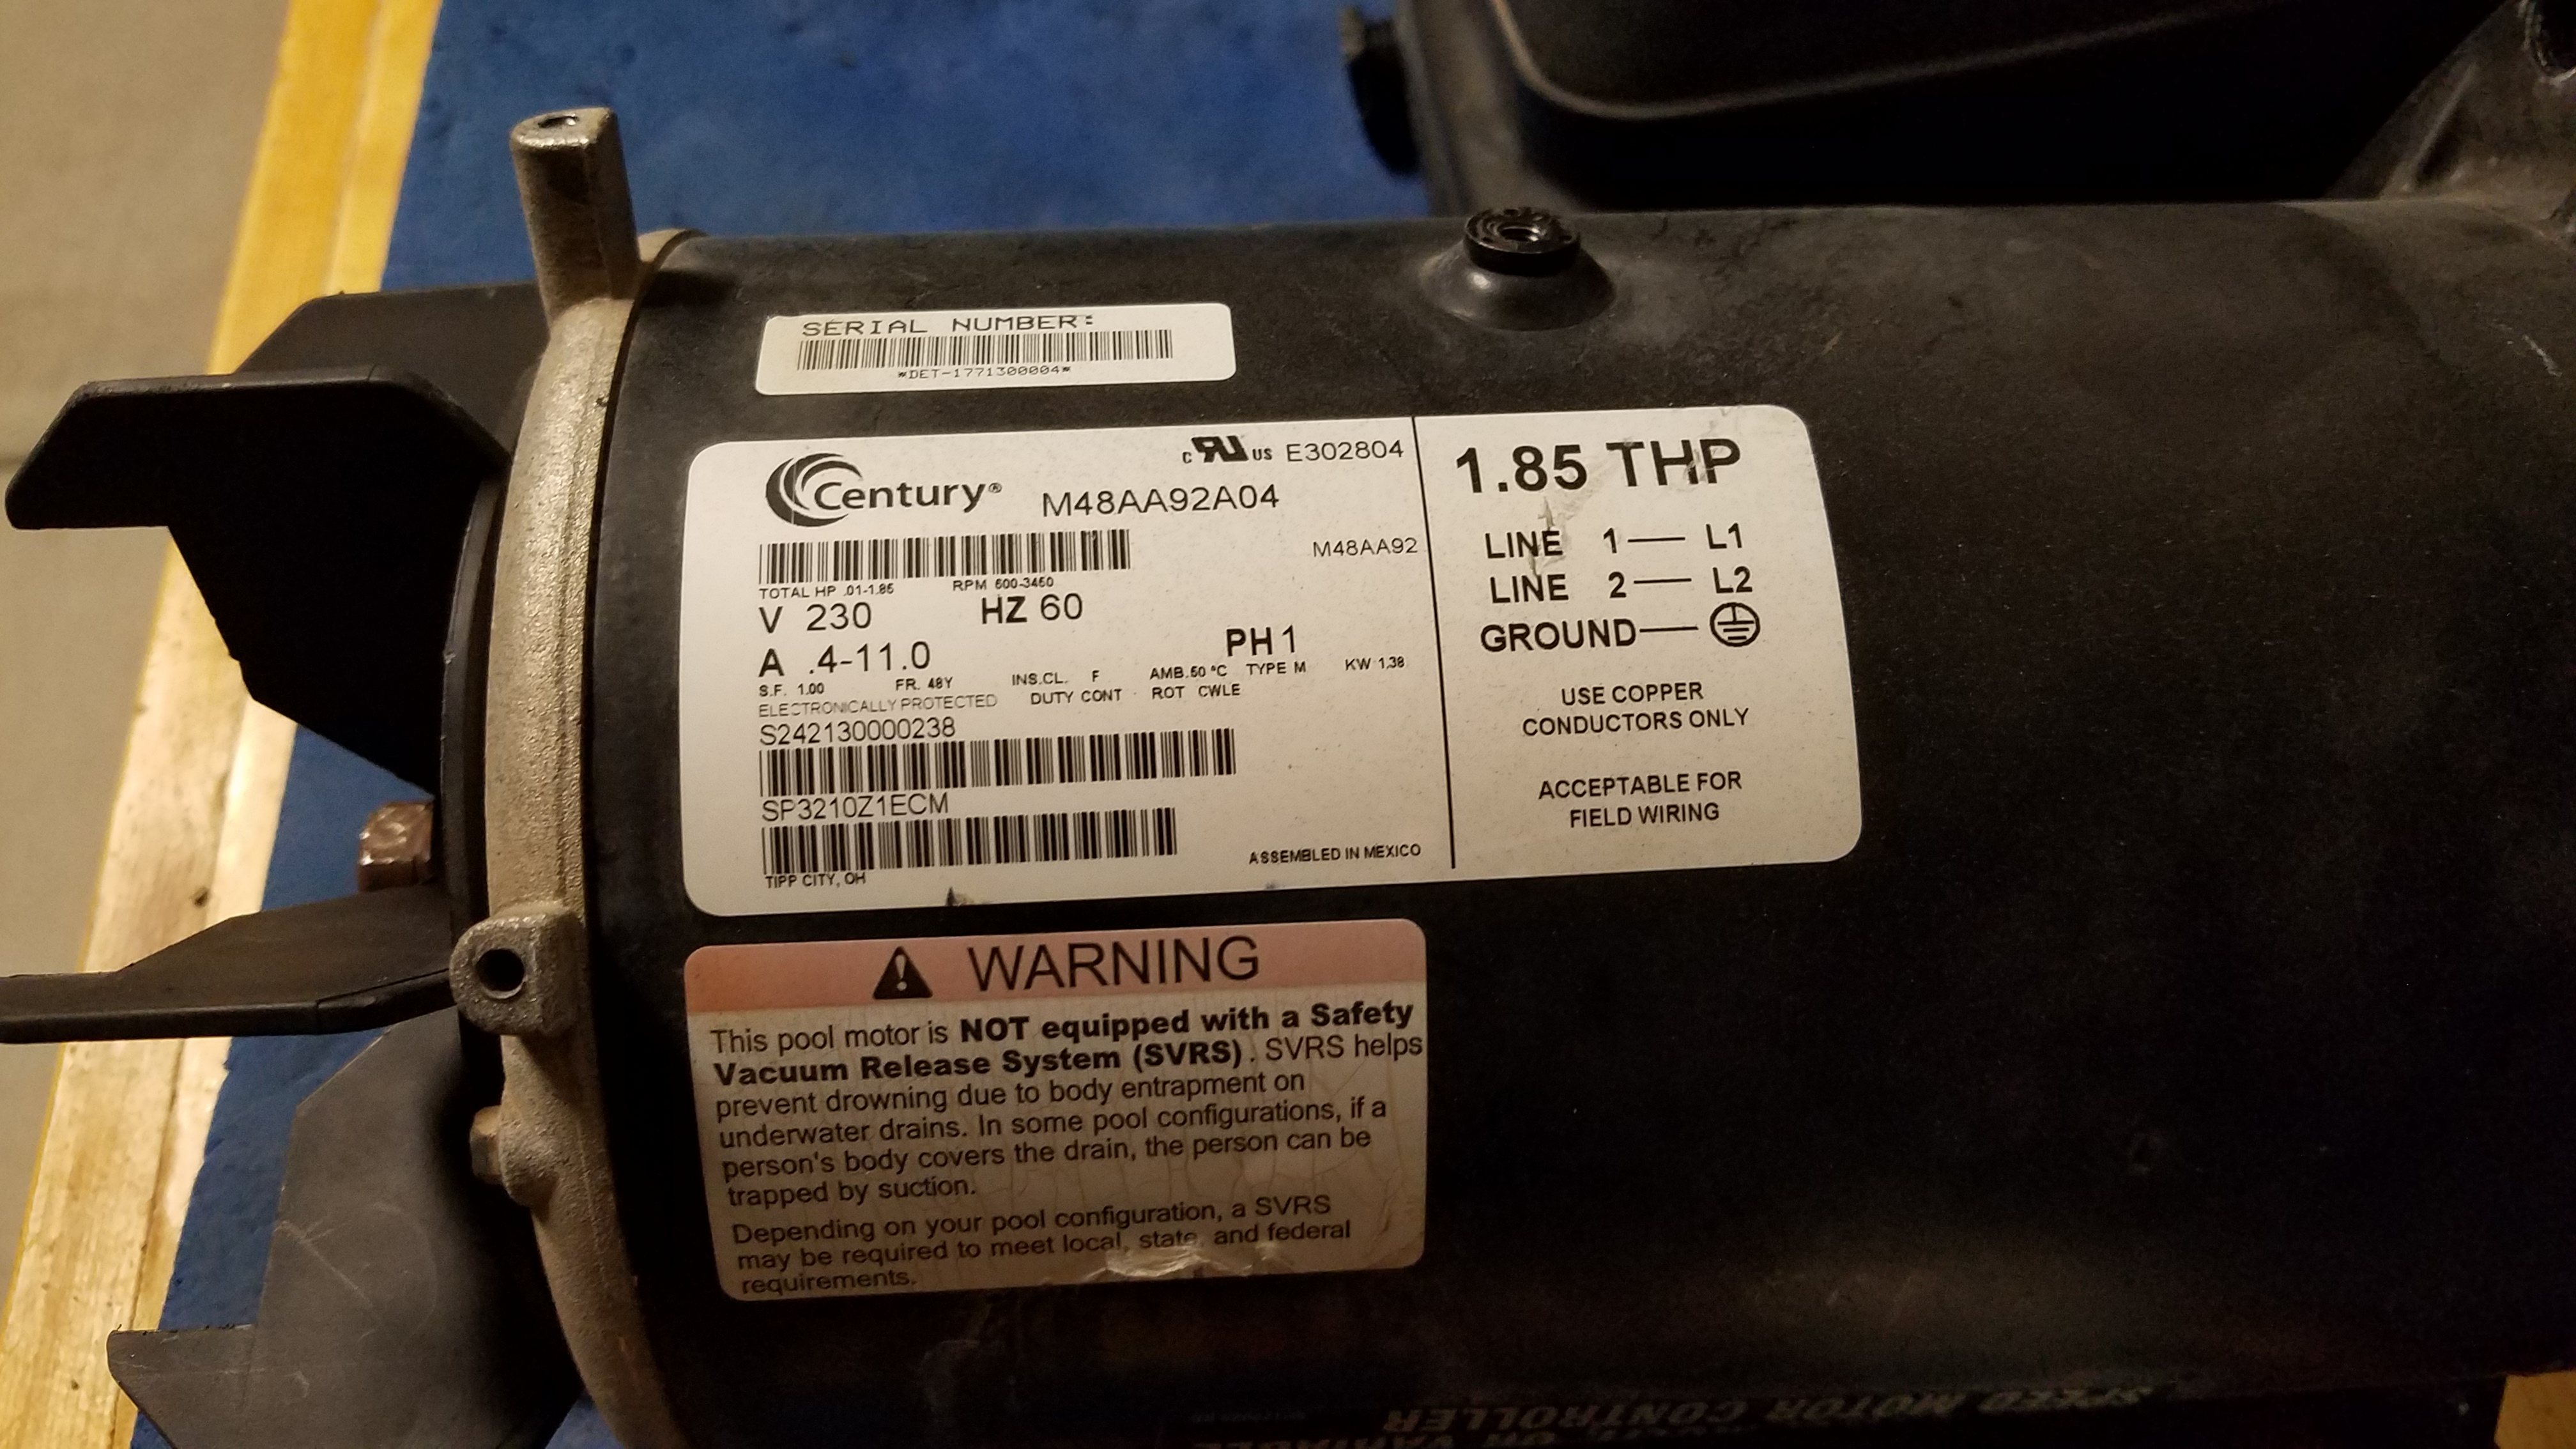 SERIAL NUMBER:
*DET-1771300004*
Century®
c RU US E302804
M48AA92A04
M48AA92
TOTAL HP .01-1.85 RPM 600-3450
V 230 HZ 60
A .4-11.0 PH 1
S.F. 1.00 FR. 48Y INS.CL. F AMB.50 °C TYPE M KW 1.38
ELECTRONICALLY PROTECTED DUTY CONT ROT CWLE
S242130000238
SP3210Z1ECM
TIPP CITY, OH
ASSEMBLED IN MEXICO
1.85 THP
LINE 1 — L1
LINE 2 — L2
GROUND —
USE COPPER
CONDUCTORS ONLY
ACCEPTABLE FOR
FIELD WIRING
WARNING
This pool motor is NOT equipped with a Safety
Vacuum Release System (SVRS). SVRS helps
prevent drowning due to body entrapment on
underwater drains. In some pool configurations, if a
person's body covers the drain, the person can be
trapped by suction.
Depending on your pool configuration, a SVRS
may be required to meet local, state, and federal
requirements.
SPEED MOTOR CONTROLLER